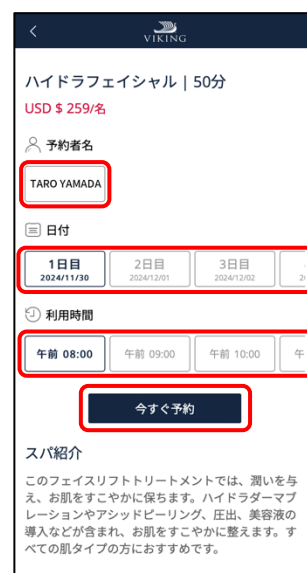 VIKING
ハイドラフェイシャル | 50分
USD $ 259/名
予約者名
TARO YAMADA
日付
1日目 2日目 3日目
2024/11/30 2024/12/01 2024/12/02
利用時間
午前 08:00 午前 09:00 午前 10:00 午
今すぐ予約
スパ紹介
このフェイスリフトトリートメントでは、潤いを与
え、お肌をすこやかに保ちます。ハイドラダーマブ
レーションやアシッドピーリング、圧出、美容液の
導入などが含まれ、お肌をすこやかに整えます。す
べての肌タイプの方におすすめです。